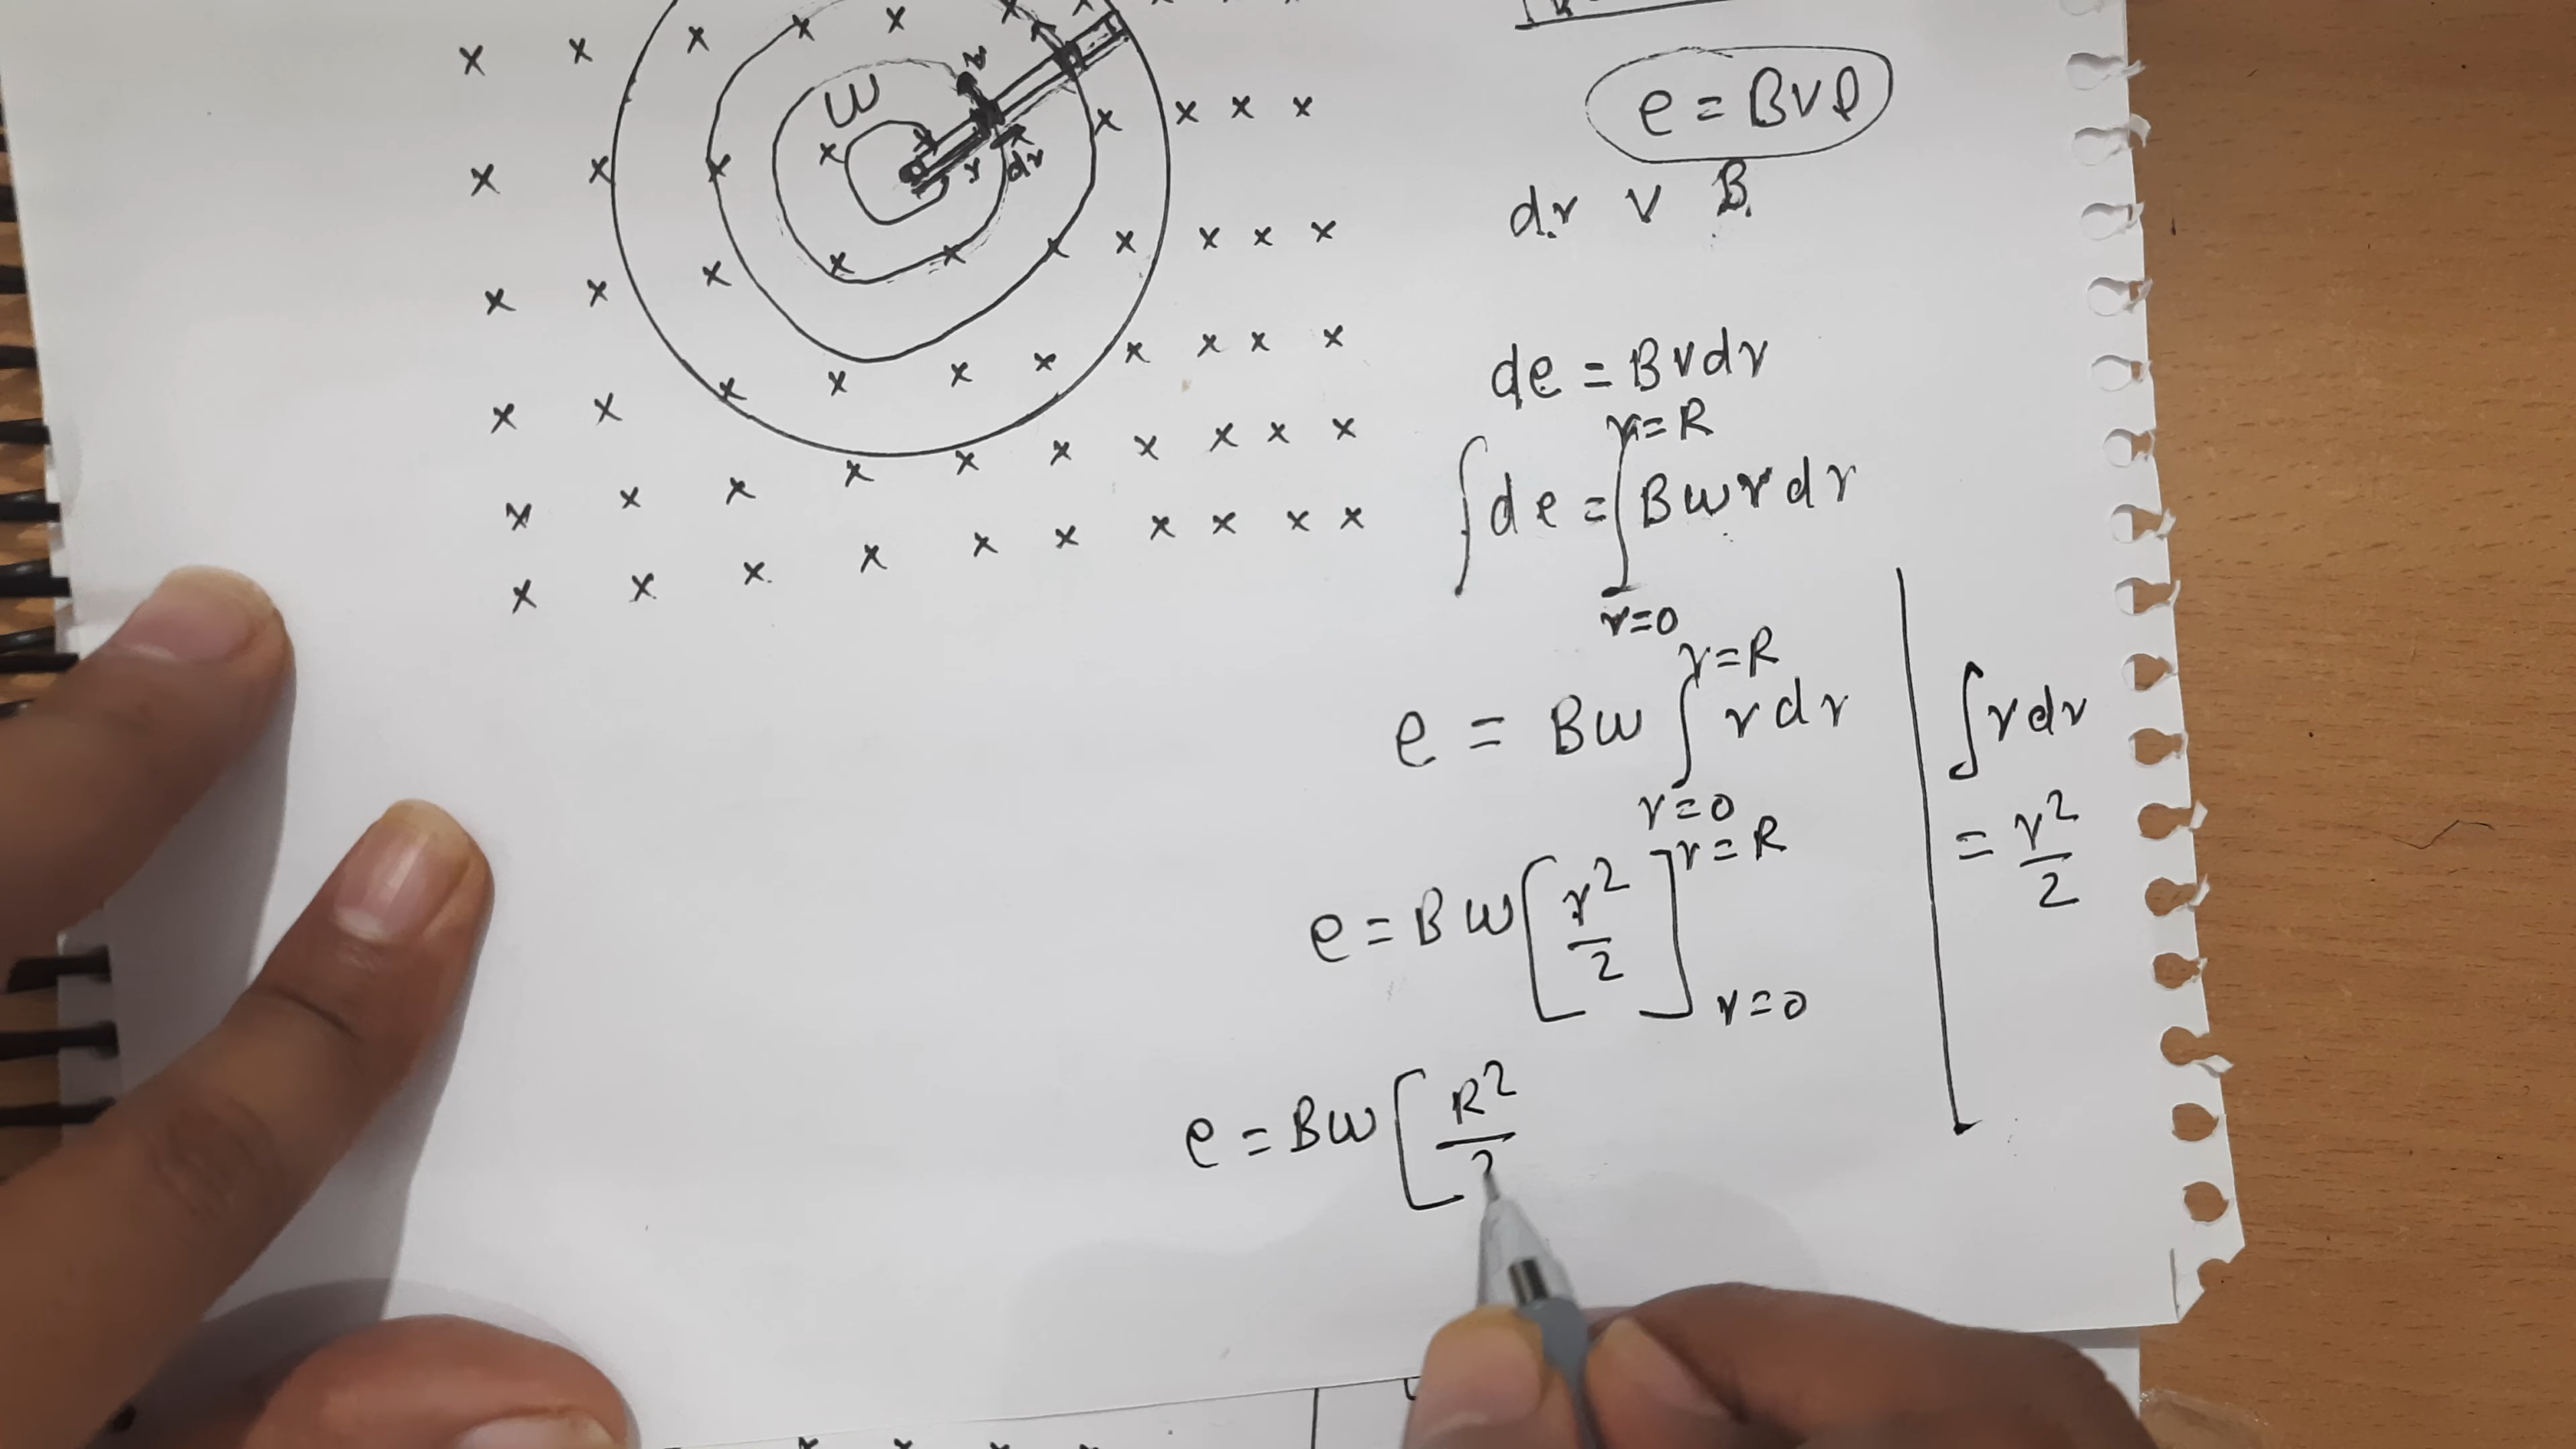 ω
v
r dr
e = Bvl
dr v B
de = Bvdr
∫de = ∫_{r=0}^{r=R} Bωrdr
e = Bω ∫_{r=0}^{r=R} rdr
∫rdr
= r²/2
e = Bω[r²/2]_{r=0}^{r=R}
e = Bω[R²/2